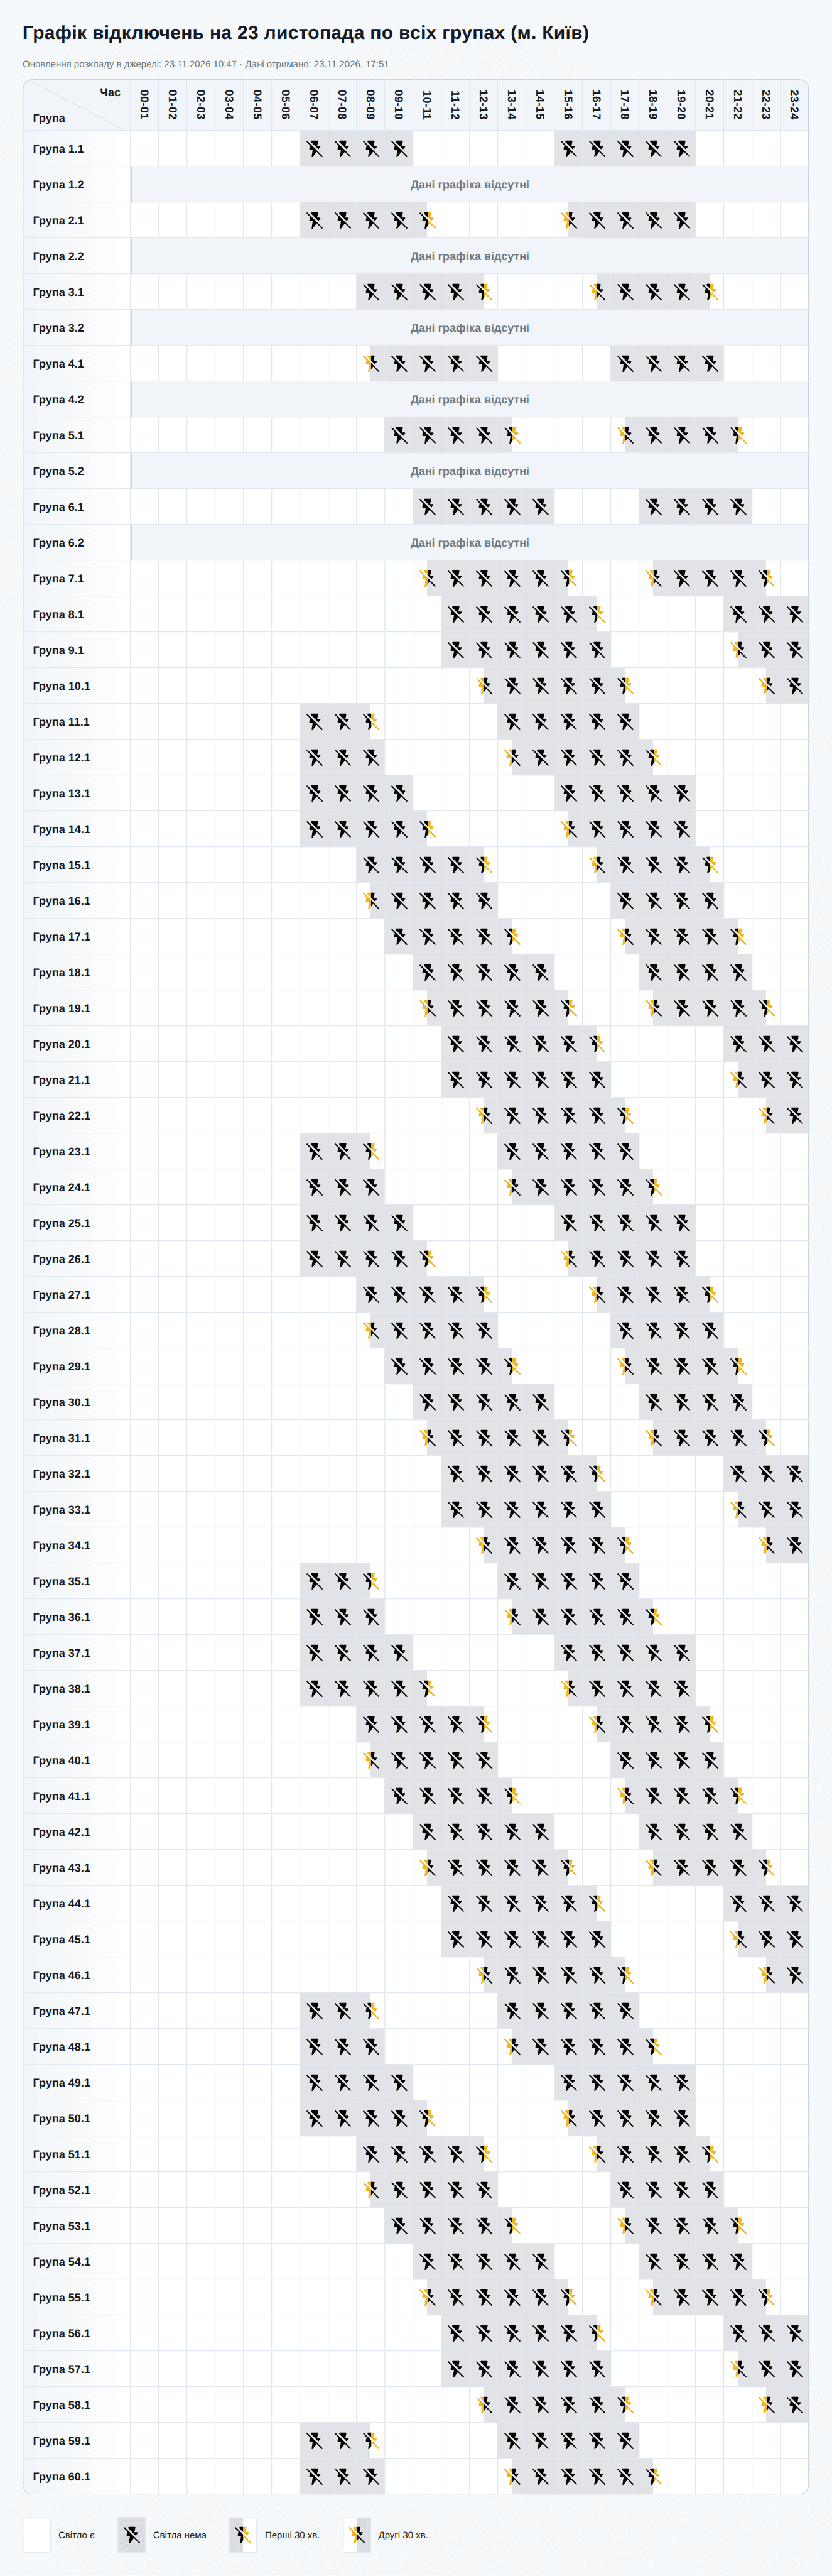 Графік відключень на 23 листопада по всіх групах (м. Київ)
Оновлення розкладу в джерелі: 23.11.2026 10:47 · Дані отримано: 23.11.2026, 17:51
Час
Група
00-01 01-02 02-03 03-04 04-05 05-06 06-07 07-08 08-09 09-10 10-11 11-12 12-13 13-14 14-15 15-16 16-17 17-18 18-19 19-20 20-21 21-22 22-23 23-24
Група 1.1
Група 1.2 Дані графіка відсутні
Група 2.1
Група 2.2 Дані графіка відсутні
Група 3.1
Група 3.2 Дані графіка відсутні
Група 4.1
Група 4.2 Дані графіка відсутні
Група 5.1
Група 5.2 Дані графіка відсутні
Група 6.1
Група 6.2 Дані графіка відсутні
Група 7.1
Група 8.1
Група 9.1
Група 10.1
Група 11.1
Група 12.1
Група 13.1
Група 14.1
Група 15.1
Група 16.1
Група 17.1
Група 18.1
Група 19.1
Група 20.1
Група 21.1
Група 22.1
Група 23.1
Група 24.1
Група 25.1
Група 26.1
Група 27.1
Група 28.1
Група 29.1
Група 30.1
Група 31.1
Група 32.1
Група 33.1
Група 34.1
Група 35.1
Група 36.1
Група 37.1
Група 38.1
Група 39.1
Група 40.1
Група 41.1
Група 42.1
Група 43.1
Група 44.1
Група 45.1
Група 46.1
Група 47.1
Група 48.1
Група 49.1
Група 50.1
Група 51.1
Група 52.1
Група 53.1
Група 54.1
Група 55.1
Група 56.1
Група 57.1
Група 58.1
Група 59.1
Група 60.1
Світло є Світла нема Перші 30 хв. Другі 30 хв.